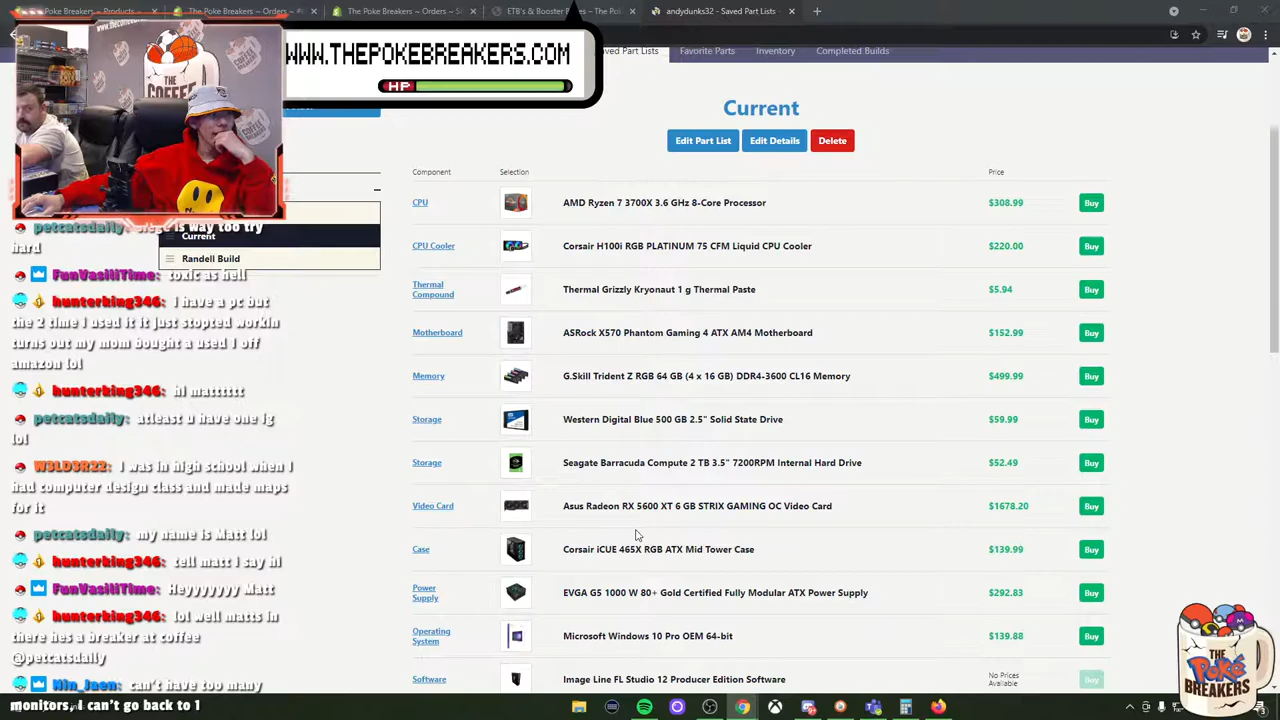 Poke Breakers - Products -
The Poke Breakers ~ Orders ~
The Poke Breakers ~ Orders ~
ETB's & Booster
andyto0cs32
WWW.THEPOKEBREAKERS.COM
HP
Part Lists
Favorite Parts
Inventory
Completed Builds
THE
COFFEE
BREAKERS
Current
Edit Part List
Edit Details
Delete
Current
Randell Build
Component
Selection
Price
CPU
AMD Ryzen 7 3700X 3.6 GHz 8-Core Processor
$308.99
Buy
CPU Cooler
Corsair H100i RGB PLATINUM 75 CFM Liquid CPU Cooler
$220.00
Buy
Thermal
Compound
Thermal Grizzly Kryonaut 1 g Thermal Paste
$5.94
Buy
Motherboard
ASRock X570 Phantom Gaming 4 ATX AM4 Motherboard
$152.99
Buy
Memory
G.Skill Trident Z RGB 64 GB (4 x 16 GB) DDR4-3600 CL16 Memory
$499.99
Buy
Storage
Western Digital Blue 500 GB 2.5" Solid State Drive
$59.99
Buy
Storage
Seagate Barracuda Compute 2 TB 3.5" 7200RPM Internal Hard Drive
$52.49
Buy
Video Card
Asus Radeon RX 5600 XT 6 GB STRIX GAMING OC Video Card
$1678.20
Buy
Case
Corsair iCUE 465X RGB ATX Mid Tower Case
$139.99
Buy
Power
Supply
EVGA G5 1000 W 80+ Gold Certified Fully Modular ATX Power Supply
$292.83
Buy
Operating
System
Microsoft Windows 10 Pro OEM 64-bit
$139.88
Buy
Software
Image Line FL Studio 12 Producer Edition Software
No Prices
Available
Buy
petcatsdaily: siege is way too try
hard
FunVasiliTime: toxic as hell
hunterking346: I have a pc but
the 2 time I used it it just stopted workin
turns out my mom bought a used 1 off
amazon lol
hunterking346: hi mattttt
petcatsdaily: atleast u have one ig
lol
W3LD3R22: I was in high school when I
had computer design class and made maps
for it
petcatsdaily: my name is Matt lol
hunterking346: tell matt I say hi
FunVasiliTime: Heyyyyyyy Matt
hunterking346: lol well matts in
there hes a breaker at coffee
@petcatsdaily
Nin_Jaen: can't have too many
monitors. I can't go back to 1
THE
POKÉ
BREAKERS